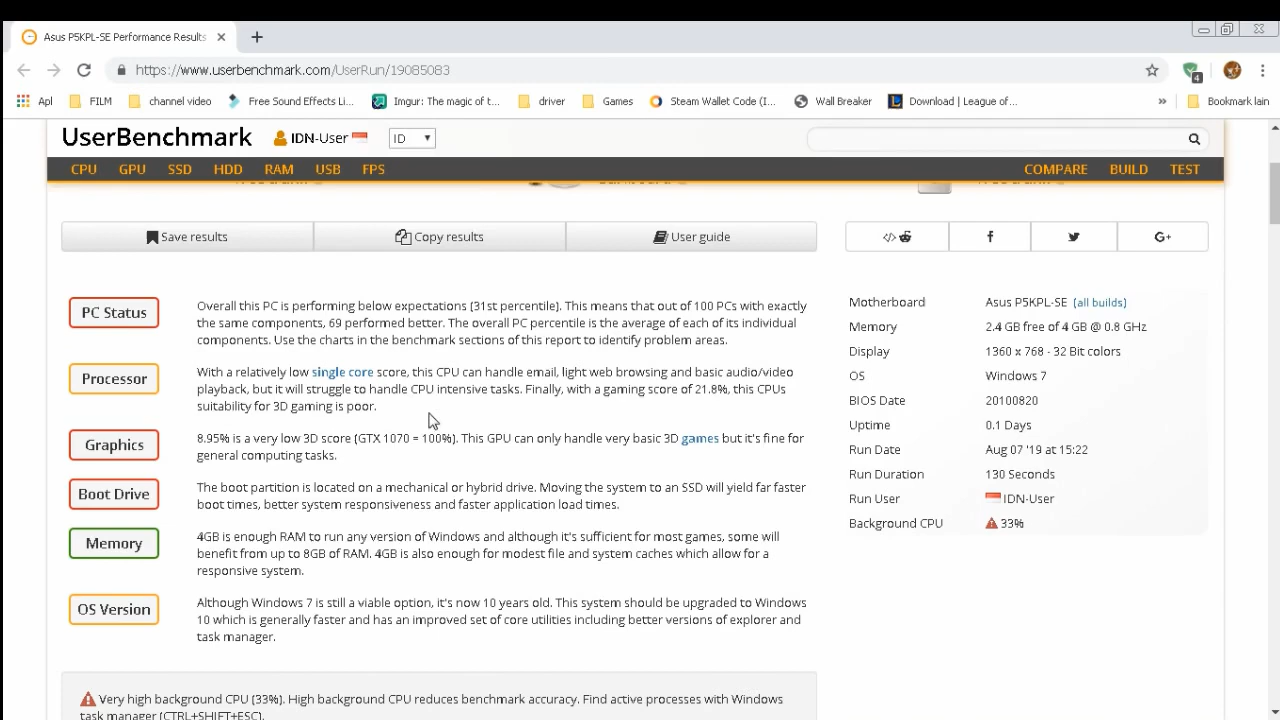 Asus P5KPL-SE Performance Results
https://www.userbenchmark.com/UserRun/19085083
4
Apl
FILM
channel video
Free Sound Effects Li...
Imgur: The magic of t...
driver
Games
Steam Wallet Code (I...
Wall Breaker
Download | League of...
»
Bookmark lain
UserBenchmark
IDN-User
ID
CPU GPU SSD HDD RAM USB FPS
COMPARE BUILD TEST
Save results
Copy results
User guide
PC Status
Overall this PC is performing below expectations (31st percentile). This means that out of 100 PCs with exactly
the same components, 69 performed better. The overall PC percentile is the average of each of its individual
components. Use the charts in the benchmark sections of this report to identify problem areas.
Processor
With a relatively low single core score, this CPU can handle email, light web browsing and basic audio/video
playback, but it will struggle to handle CPU intensive tasks. Finally, with a gaming score of 21.8%, this CPUs
suitability for 3D gaming is poor.
Graphics
8.95% is a very low 3D score (GTX 1070 = 100%). This GPU can only handle very basic 3D games but it's fine for
general computing tasks.
Boot Drive
The boot partition is located on a mechanical or hybrid drive. Moving the system to an SSD will yield far faster
boot times, better system responsiveness and faster application load times.
Memory
4GB is enough RAM to run any version of Windows and although it's sufficient for most games, some will
benefit from up to 8GB of RAM. 4GB is also enough for modest file and system caches which allow for a
responsive system.
OS Version
Although Windows 7 is still a viable option, it's now 10 years old. This system should be upgraded to Windows
10 which is generally faster and has an improved set of core utilities including better versions of explorer and
task manager.
Very high background CPU (33%). High background CPU reduces benchmark accuracy. Find active processes with Windows
task manager (CTRL+SHIFT+ESC).
G+
Motherboard Asus P5KPL-SE (all builds)
Memory 2.4 GB free of 4 GB @ 0.8 GHz
Display 1360 x 768 - 32 Bit colors
OS Windows 7
BIOS Date 20100820
Uptime 0.1 Days
Run Date Aug 07 '19 at 15:22
Run Duration 130 Seconds
Run User IDN-User
Background CPU 33%